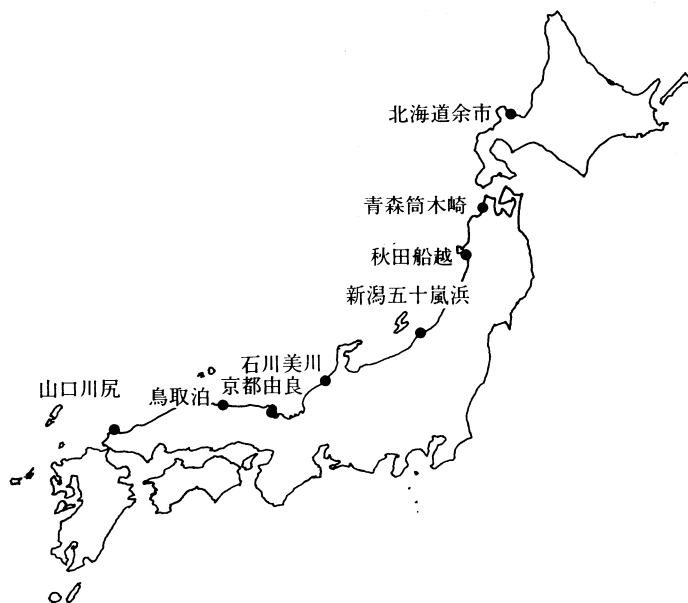 北海道余市
青森筒木崎
秋田船越
新潟五十嵐浜
石川美川
京都由良
鳥取泊
山口川尻